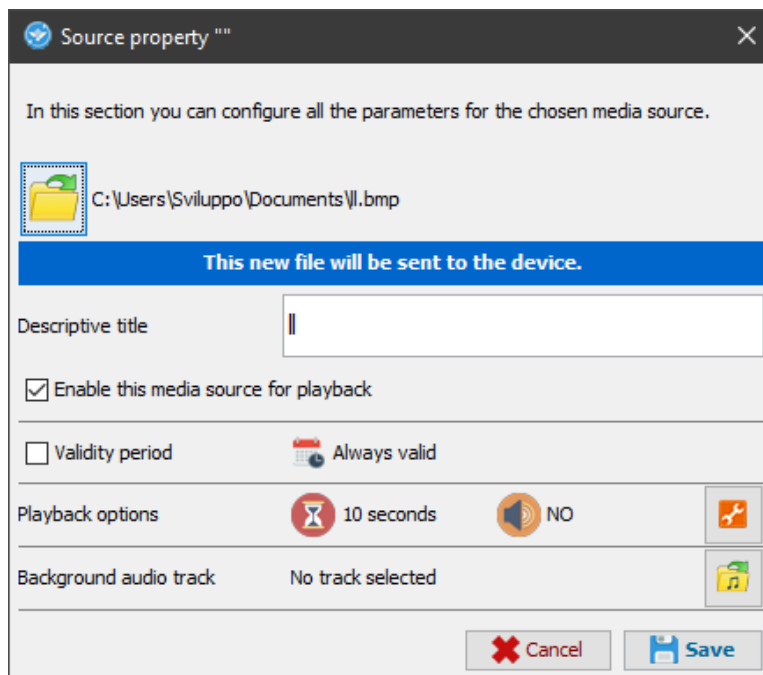 Source property ""
In this section you can configure all the parameters for the chosen media source.
C:\Users\Sviluppo\Documents\ll.bmp
This new file will be sent to the device.
Descriptive title
ll
Enable this media source for playback
Validity period Always valid
Playback options 10 seconds NO
Background audio track No track selected
Cancel Save